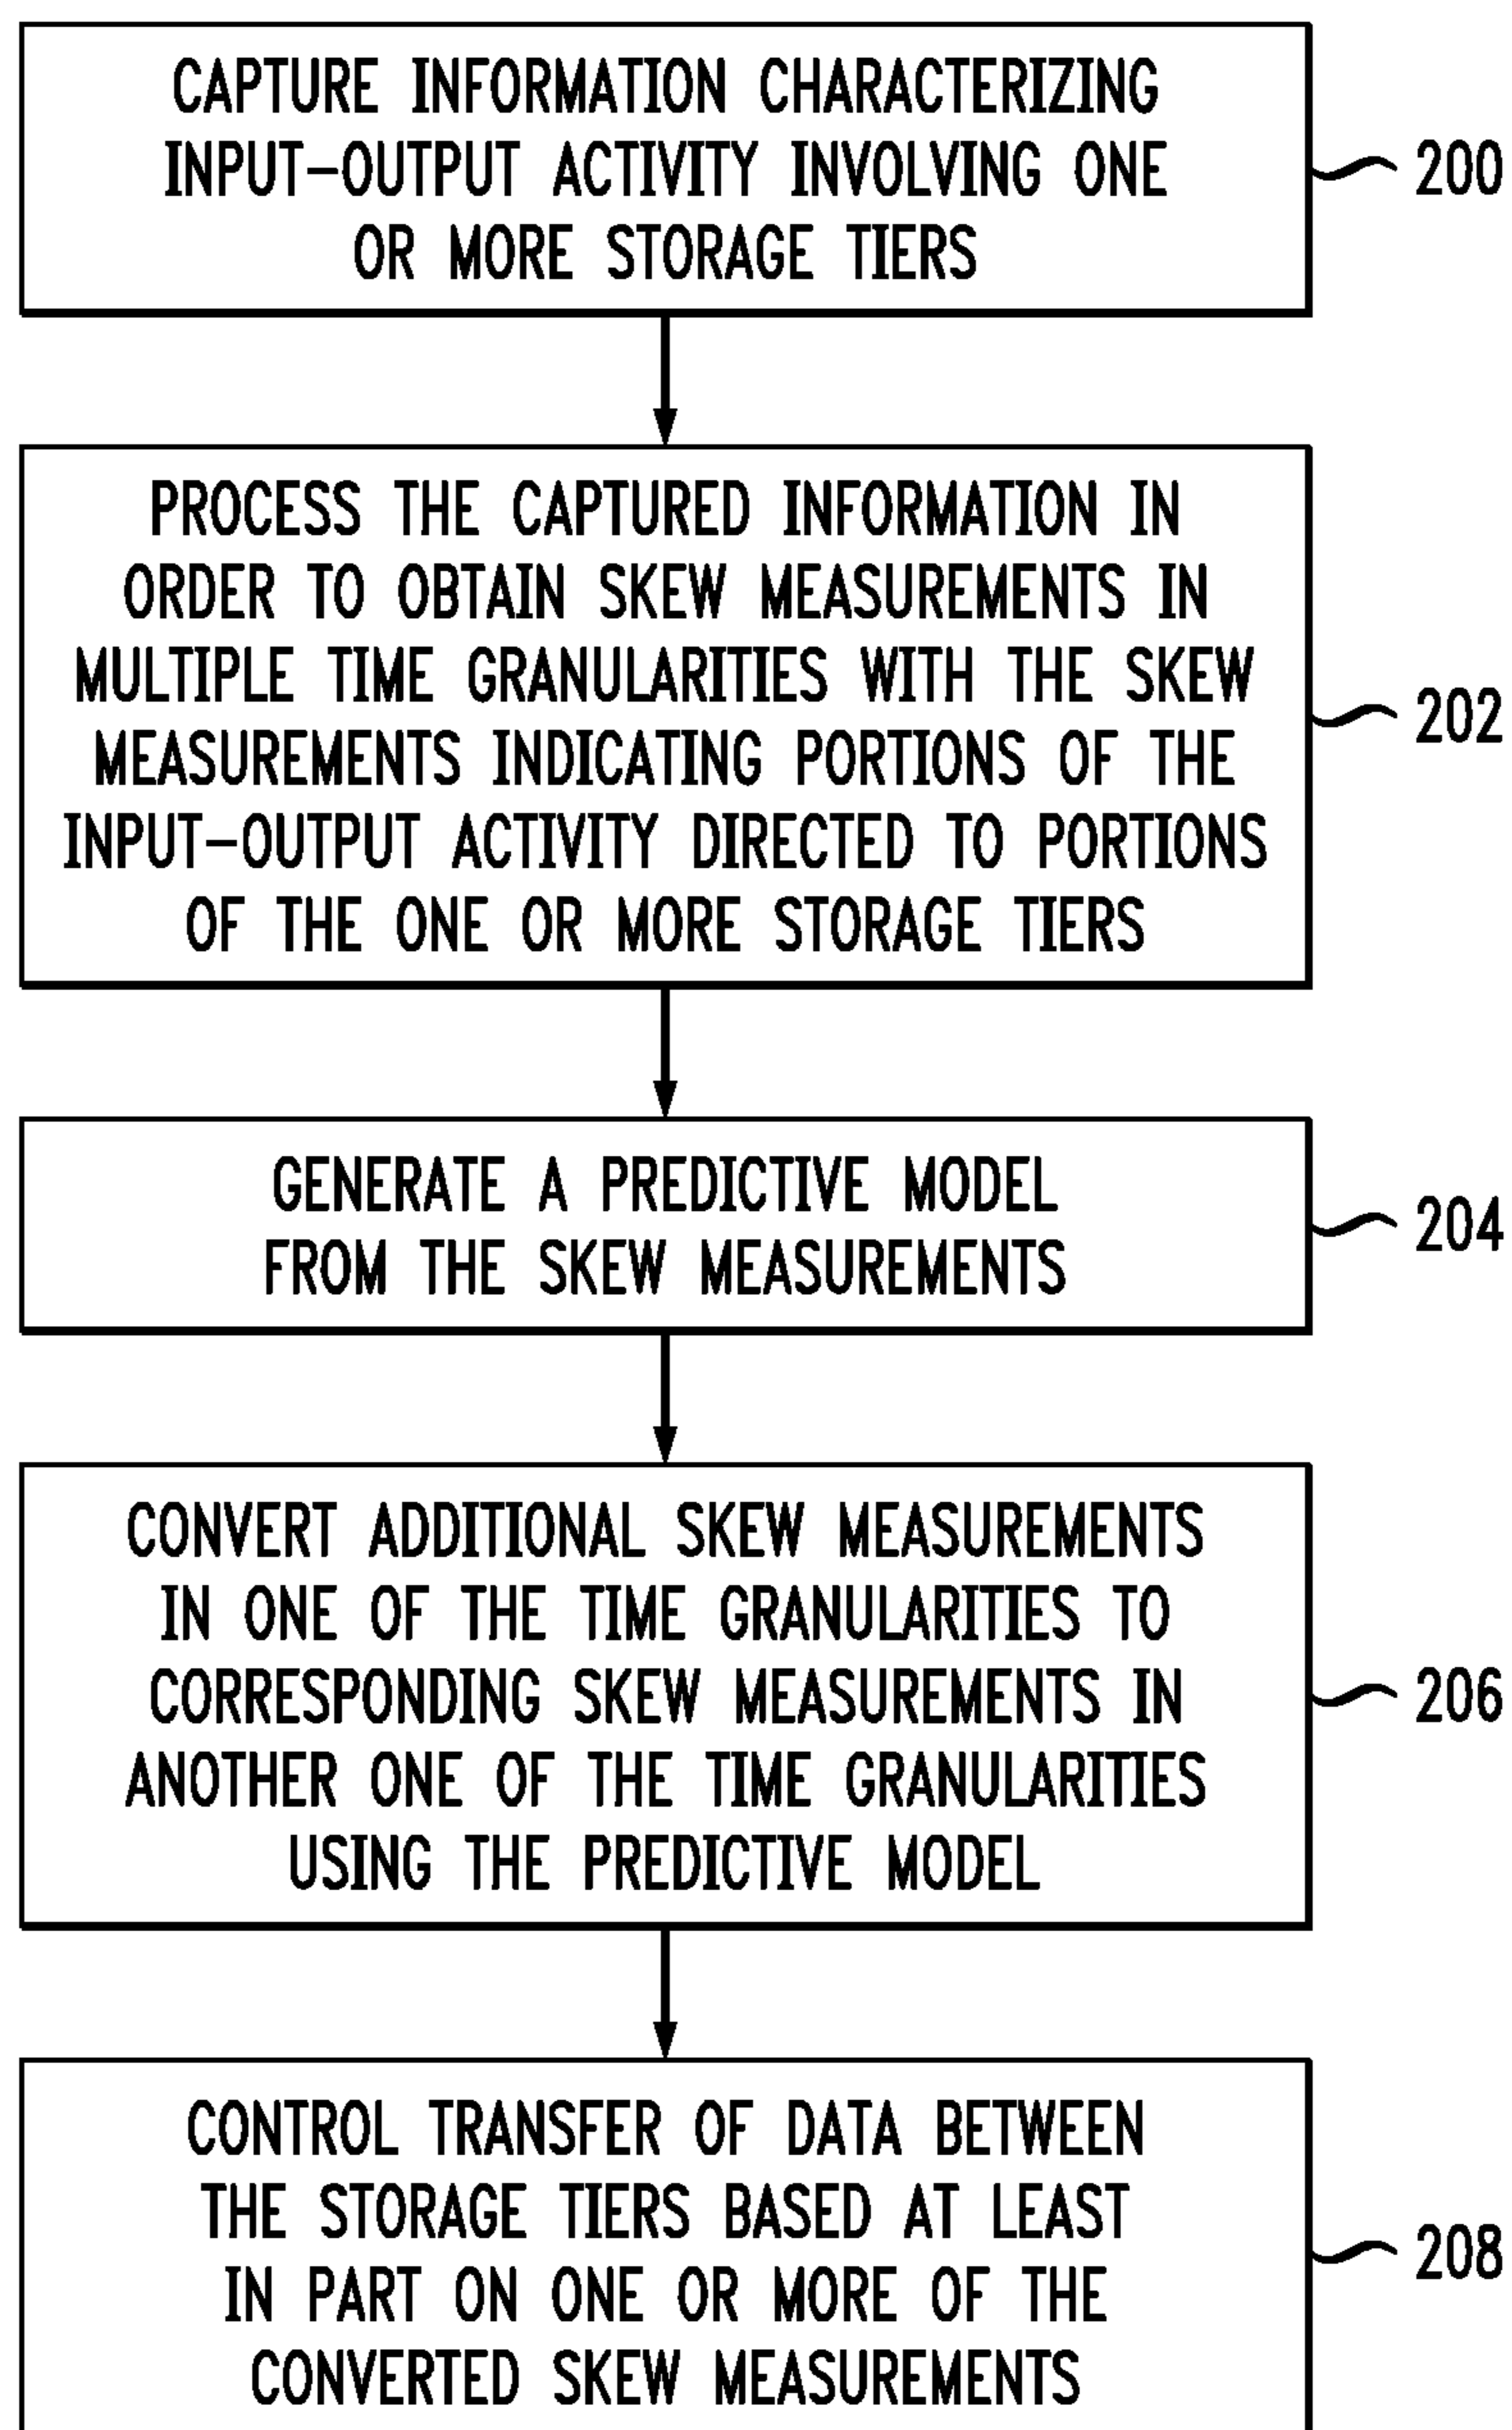 CAPTURE INFORMATION CHARACTERIZING
INPUT-OUTPUT ACTIVITY INVOLVING ONE
OR MORE STORAGE TIERS
200
PROCESS THE CAPTURED INFORMATION IN
ORDER TO OBTAIN SKEW MEASUREMENTS IN
MULTIPLE TIME GRANULARITIES WITH THE SKEW
MEASUREMENTS INDICATING PORTIONS OF THE
INPUT-OUTPUT ACTIVITY DIRECTED TO PORTIONS
OF THE ONE OR MORE STORAGE TIERS
202
GENERATE A PREDICTIVE MODEL
FROM THE SKEW MEASUREMENTS
204
CONVERT ADDITIONAL SKEW MEASUREMENTS
IN ONE OF THE TIME GRANULARITIES TO
CORRESPONDING SKEW MEASUREMENTS IN
ANOTHER ONE OF THE TIME GRANULARITIES
USING THE PREDICTIVE MODEL
206
CONTROL TRANSFER OF DATA BETWEEN
THE STORAGE TIERS BASED AT LEAST
IN PART ON ONE OR MORE OF THE
CONVERTED SKEW MEASUREMENTS
208